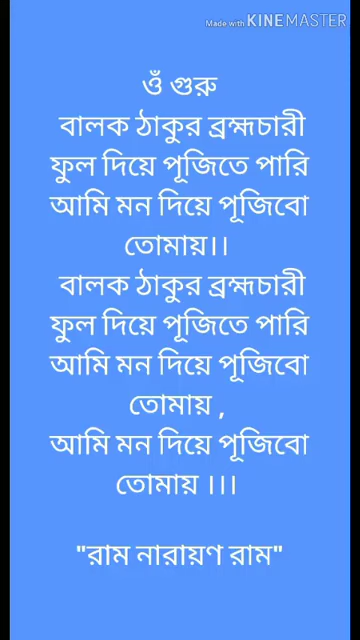 Made with KINEMASTER
ওঁ গুরু
বালক ঠাকুর ব্রহ্মচারী
ফুল দিয়ে পূজিতে পারি
আমি মন দিয়ে পূজিবো
তোমায়।।
বালক ঠাকুর ব্রহ্মচারী
ফুল দিয়ে পূজিতে পারি
আমি মন দিয়ে পূজিবো
তোমায় ,
আমি মন দিয়ে পূজিবো
তোমায় ।।।
"রাম নারায়ণ রাম"